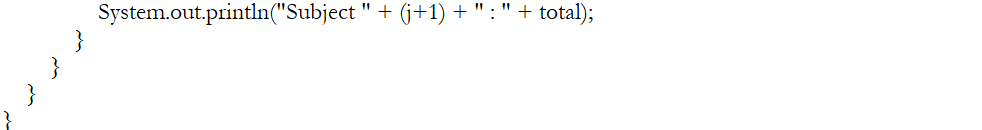 System.out.println("Subject " + (j+1) + " : " + total);
}
}
}
}